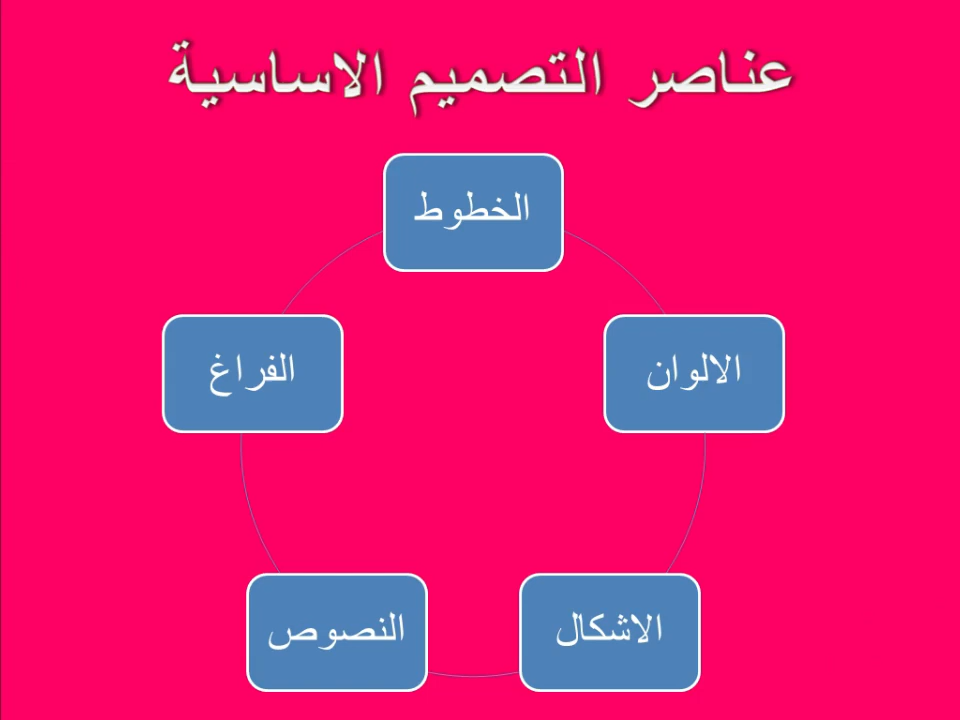 عناصر التصميم الاساسية
الخطوط
الالوان
الاشكال
النصوص
الفراغ